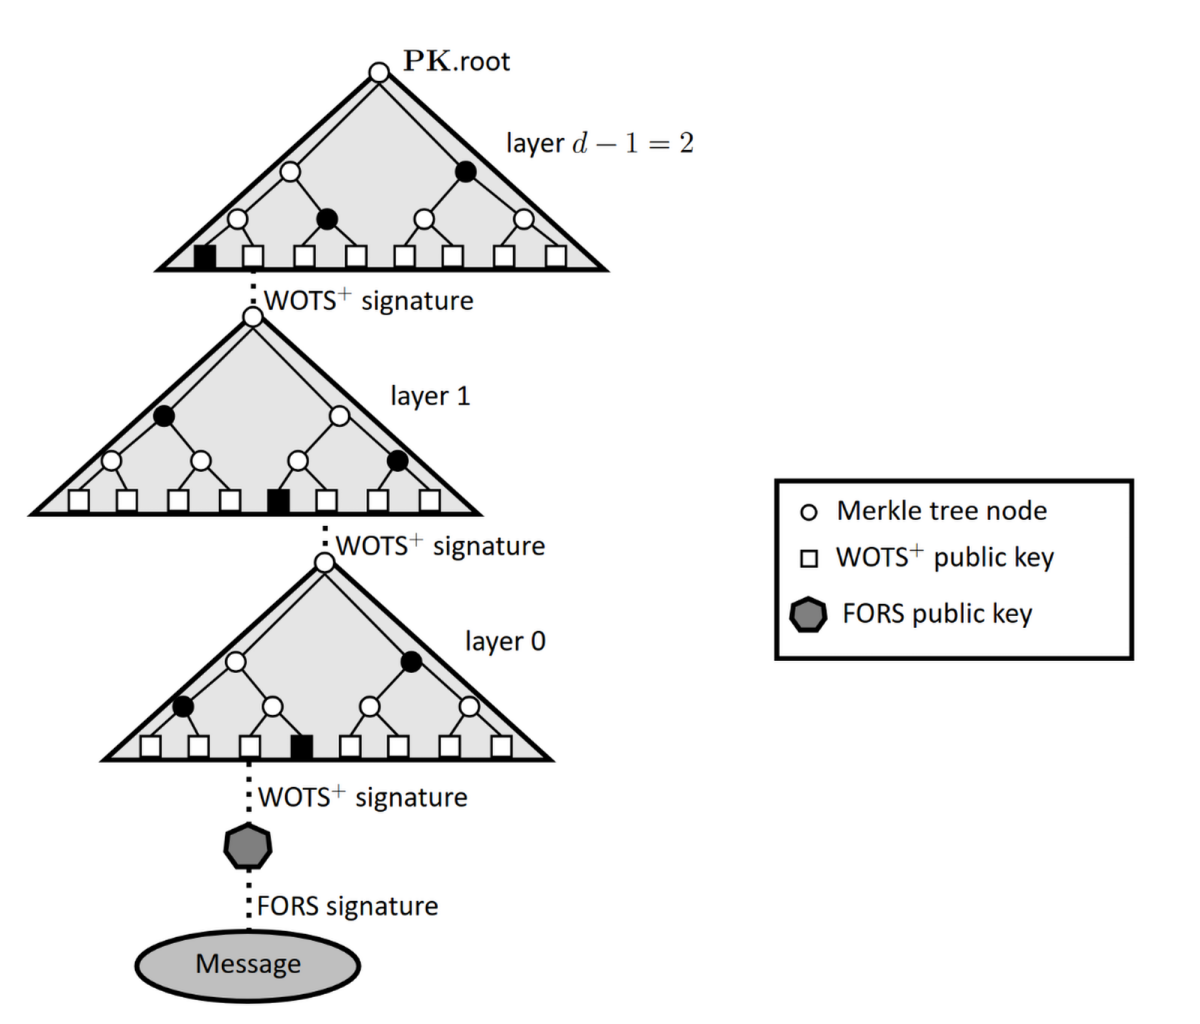 PK.root
layer d − 1 = 2
WOTS+ signature
layer 1
WOTS+ signature
layer 0
WOTS+ signature
FORS signature
Message
Merkle tree node
WOTS+ public key
FORS public key